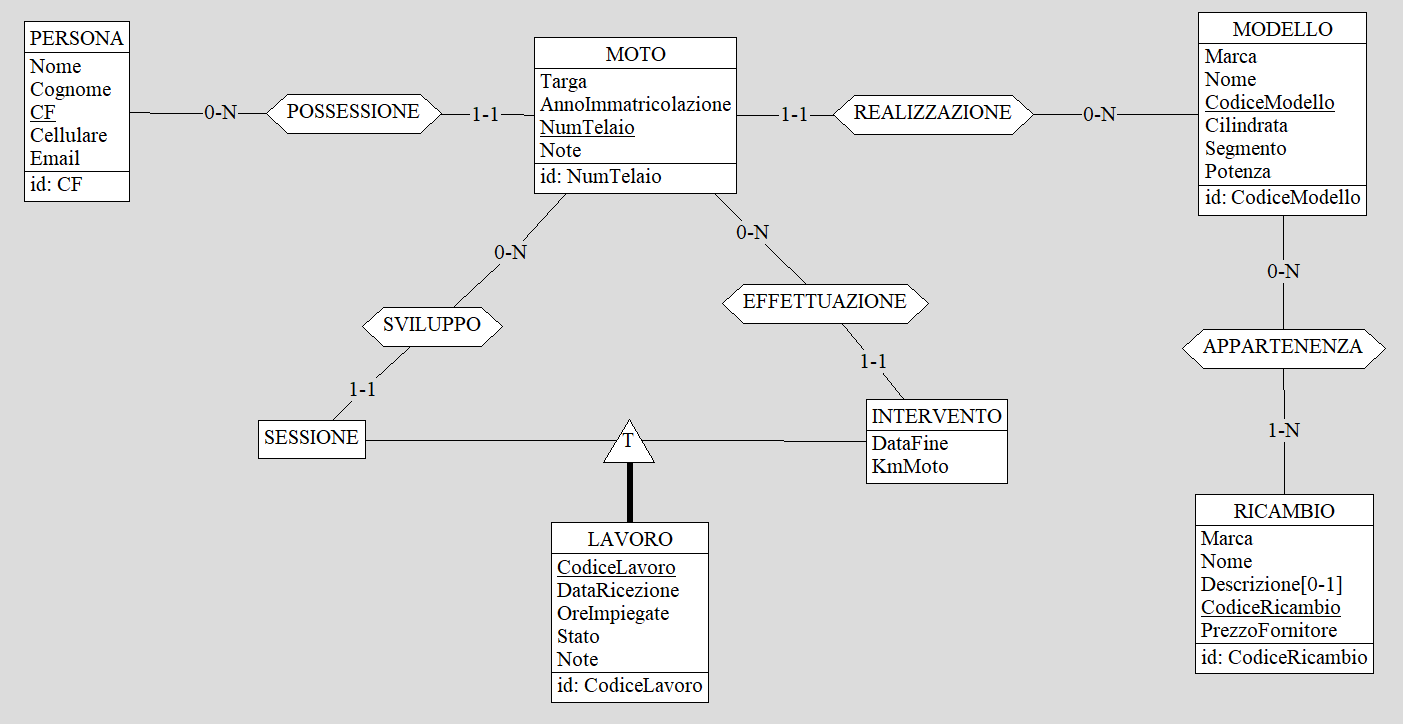 PERSONA
Nome
Cognome
CF
Cellulare
Email
id: CF
0-N
POSSESSIONE
1-1
MOTO
Targa
AnnoImmatricolazione
NumTelaio
Note
id: NumTelaio
1-1
REALIZZAZIONE
0-N
MODELLO
Marca
Nome
CodiceModello
Cilindrata
Segmento
Potenza
id: CodiceModello
0-N
SVILUPPO
1-1
SESSIONE
0-N
EFFETTUAZIONE
1-1
INTERVENTO
DataFine
KmMoto
T
LAVORO
CodiceLavoro
DataRicezione
OreImpiegate
Stato
Note
id: CodiceLavoro
0-N
APPARTENENZA
1-N
RICAMBIO
Marca
Nome
Descrizione[0-1]
CodiceRicambio
PrezzoFornitore
id: CodiceRicambio